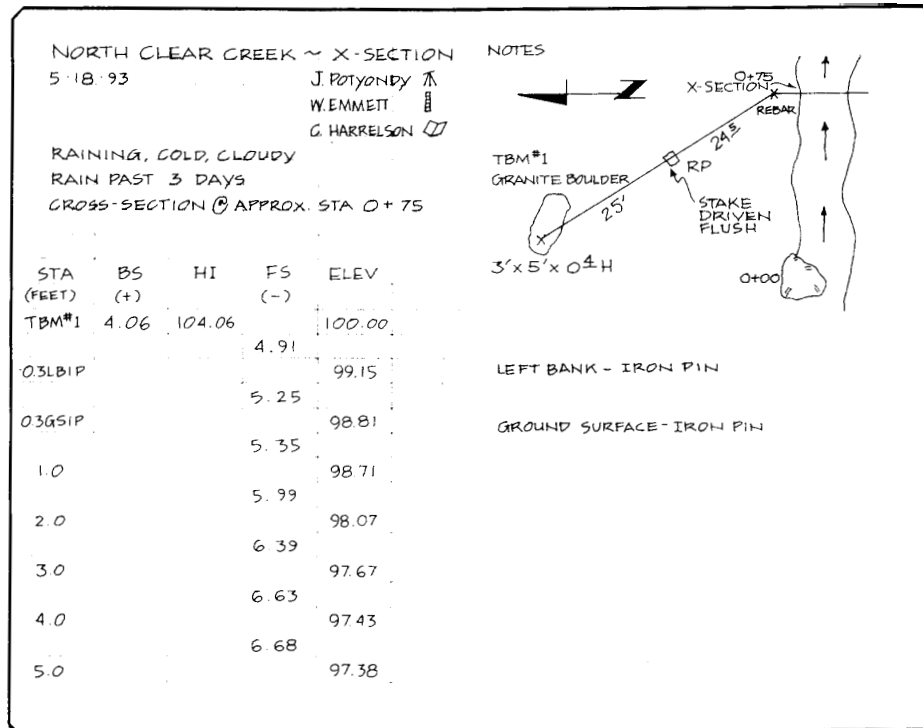 NORTH CLEAR CREEK ~ X-SECTION
5·18·93
J. POTYONDY
W. EMMETT
C. HARRELSON
RAINING, COLD, CLOUDY
RAIN PAST 3 DAYS
CROSS-SECTION @ APPROX. STA 0+75
STA BS HI FS ELEV
(FEET) (+) (-)
TBM#1 4.06 104.06 100.00
4.91
0.3LBIP 99.15
5.25
0.3GSIP 98.81
5.35
1.0 98.71
5.99
2.0 98.07
6.39
3.0 97.67
6.63
4.0 97.43
6.68
5.0 97.38
NOTES
Z
0+75
X-SECTION
REBAR
24.5
RP
TBM#1
GRANITE BOULDER
STAKE
DRIVEN
FLUSH
25'
3'x5'x0.4H
0+00
LEFT BANK - IRON PIN
GROUND SURFACE - IRON PIN